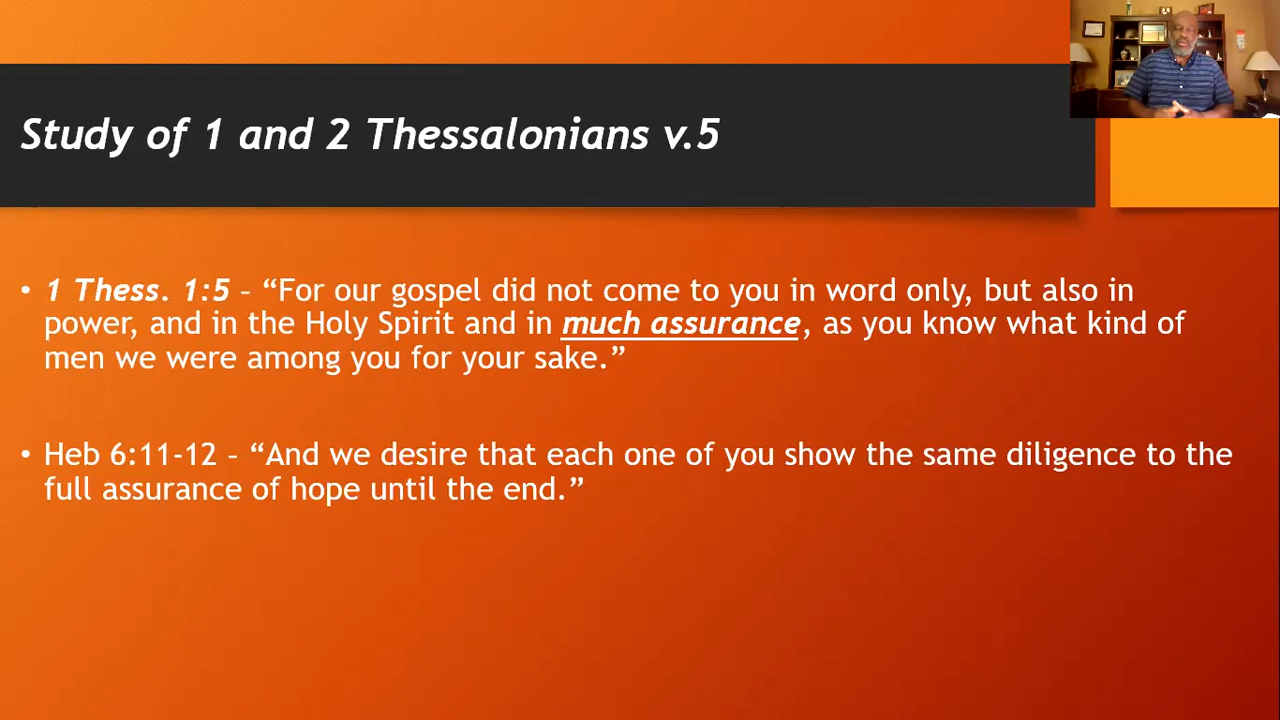 Study of 1 and 2 Thessalonians v.5
• 1 Thess. 1:5 – “For our gospel did not come to you in word only, but also in
power, and in the Holy Spirit and in much assurance, as you know what kind of
men we were among you for your sake.”
• Heb 6:11-12 – “And we desire that each one of you show the same diligence to the
full assurance of hope until the end.”